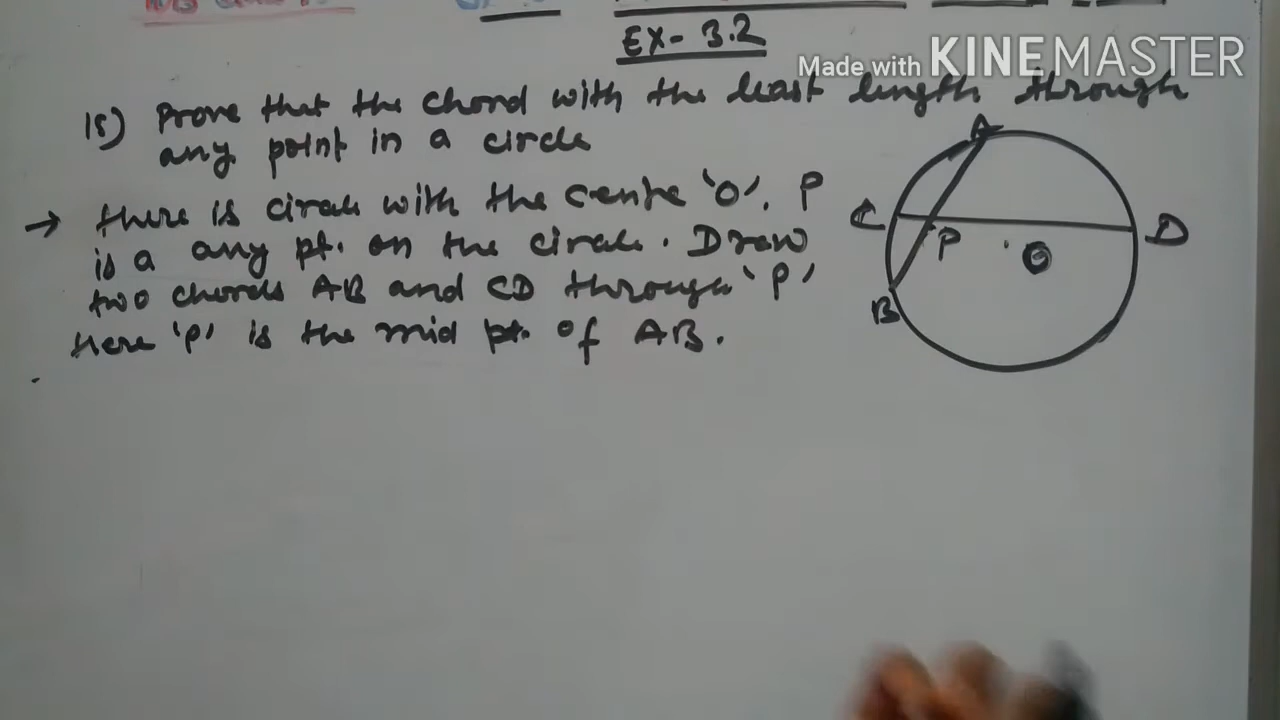 EX- 3.2
Made with KINEMASTER
15) Prove that the chord with the least length through
any point in a circle
→ there is circle with the centre 'O'. P
is a any pt. on the circle. Draw
two chords AB and CD through 'P'
Here 'P' is the mid pt. of AB.
A
C
D
P
O
B